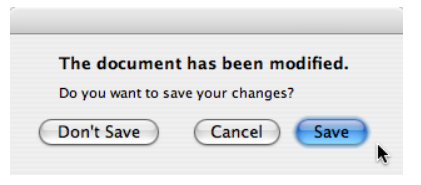 The document has been modified.
Do you want to save your changes?
Don't Save Cancel Save